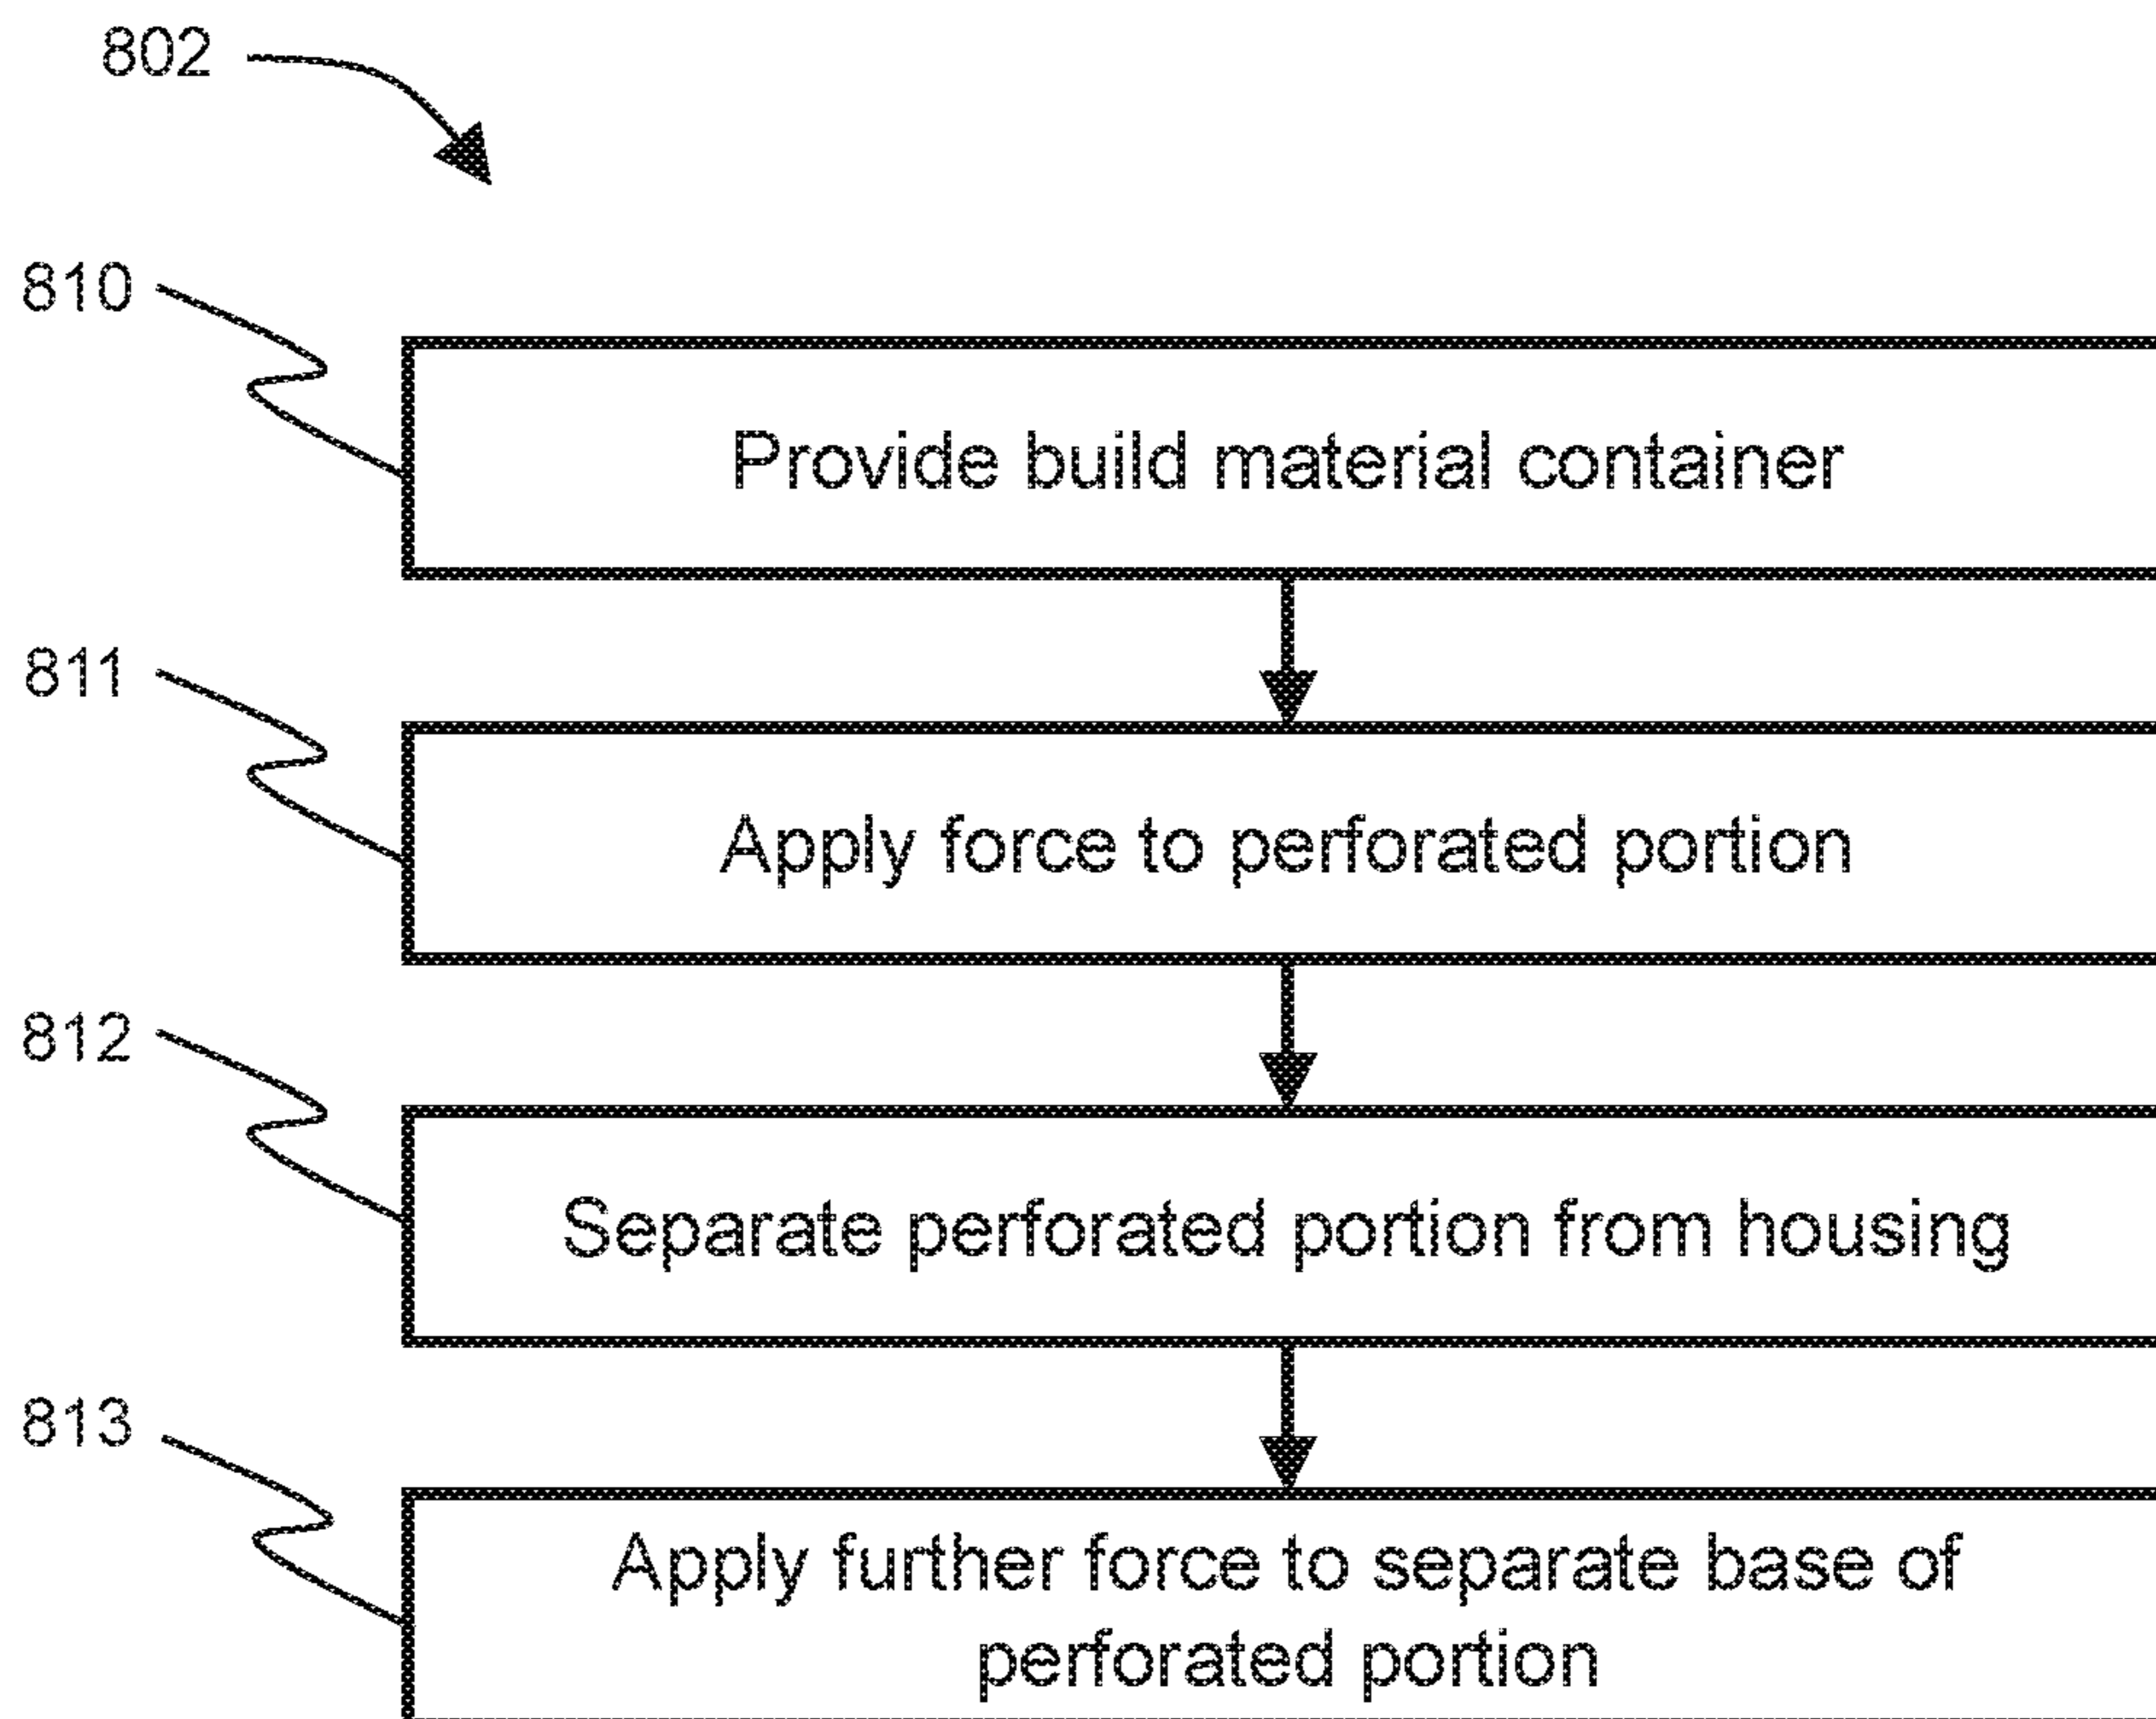 802
810
Provide build material container
811
Apply force to perforated portion
812
Separate perforated portion from housing
813
Apply further force to separate base of
perforated portion